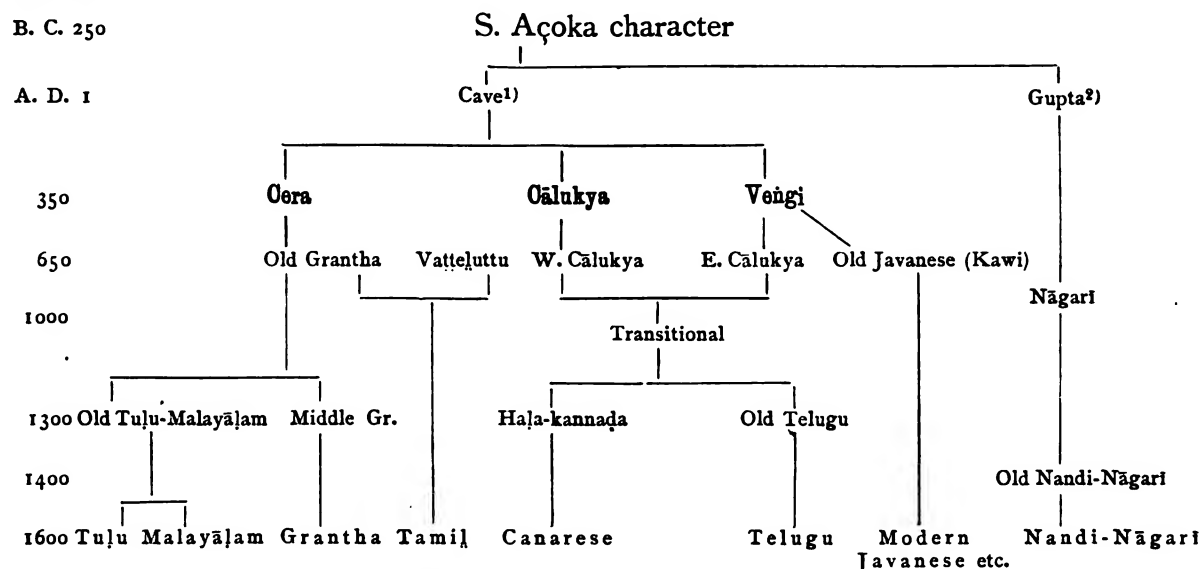 B. C. 250 S. Açoka character
A. D. 1 Cave1) Gupta2)
350 Cera Cālukya Veṅgi
650 Old Grantha Vaṭṭeḻuttu W. Cālukya E. Cālukya Old Javanese (Kawi)
Nāgarī
1000
Transitional
1300 Old Tuḷu-Malayāḷam Middle Gr. Haḷa-kannaḍa Old Telugu
1400 Old Nandi-Nāgarī
1600 Tuḷu Malayāḷam Grantha Tamiḻ Canarese Telugu Modern Nandi-Nāgarī
Javanese etc.